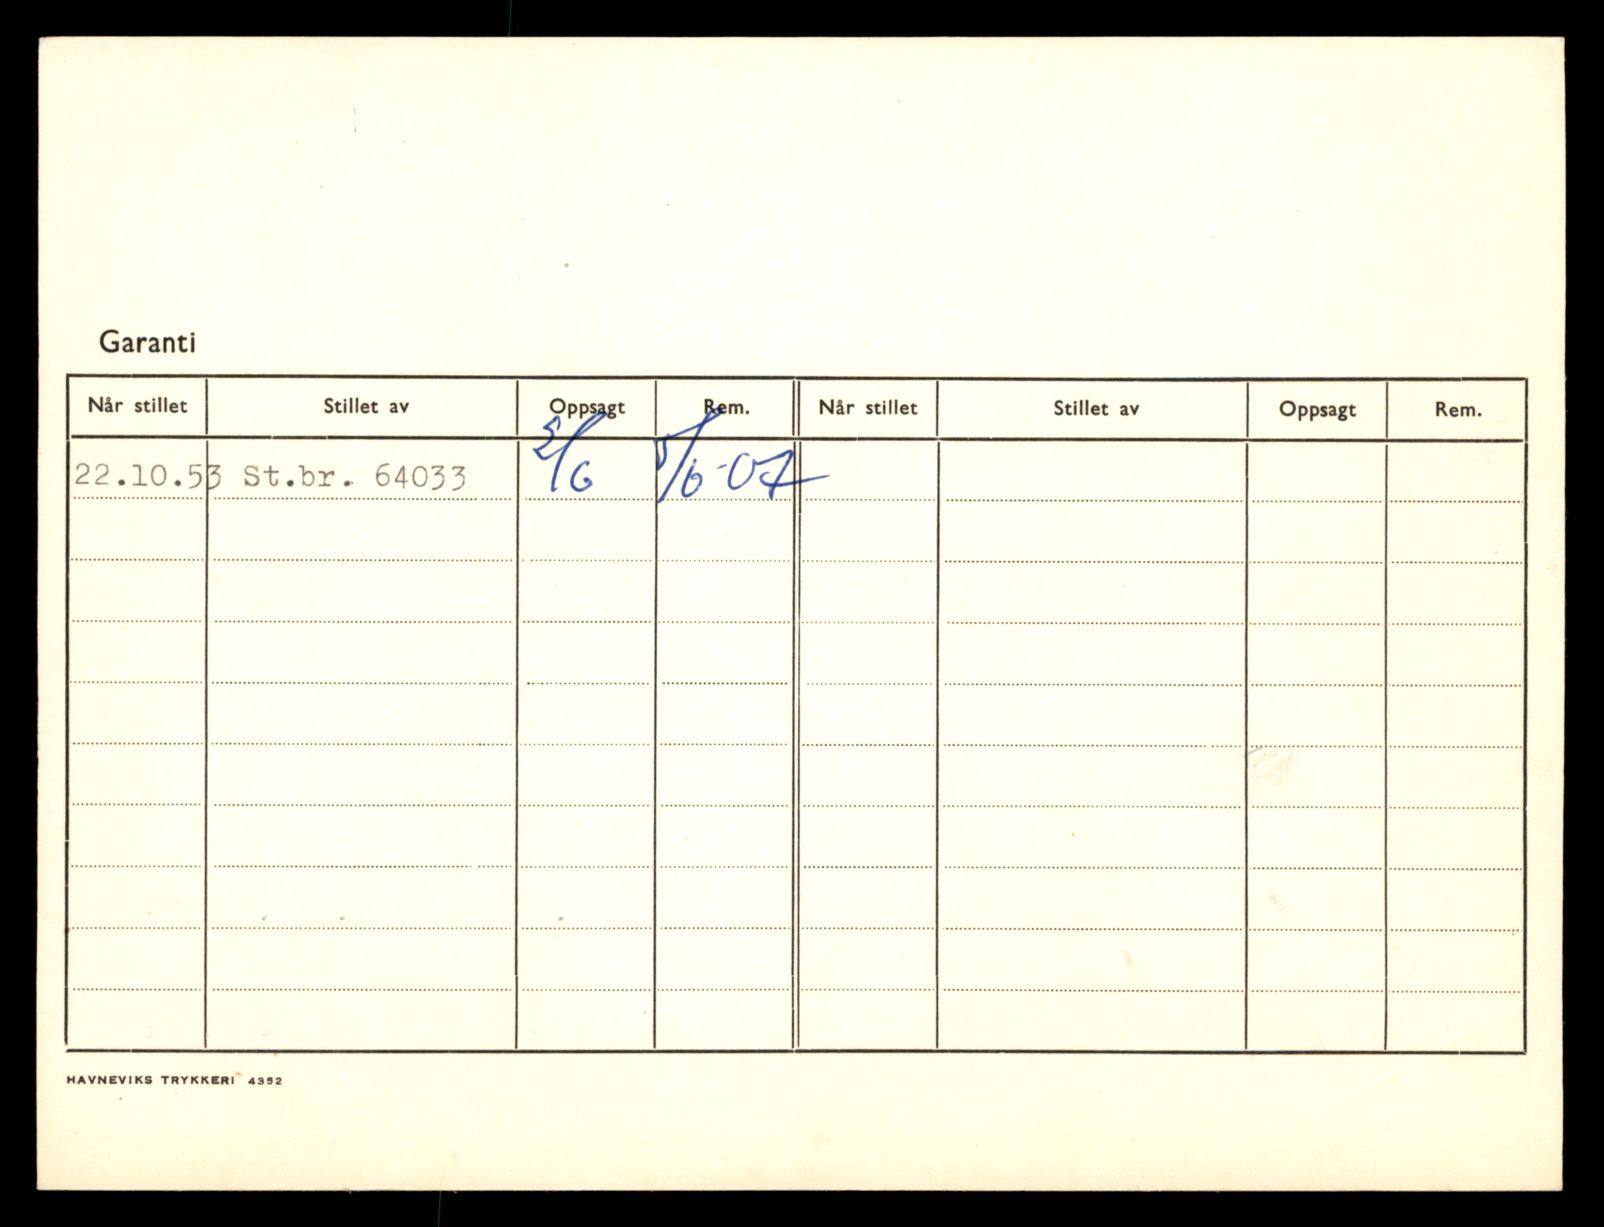 Garanti
Når stillet Stillet av Oppsagt Rem. Når stillet Stillet av Oppsagt Rem.
22.10.53 St.br. 64033 5/6 5/6-07
HAVNEVIKS TRYKKERI 4352